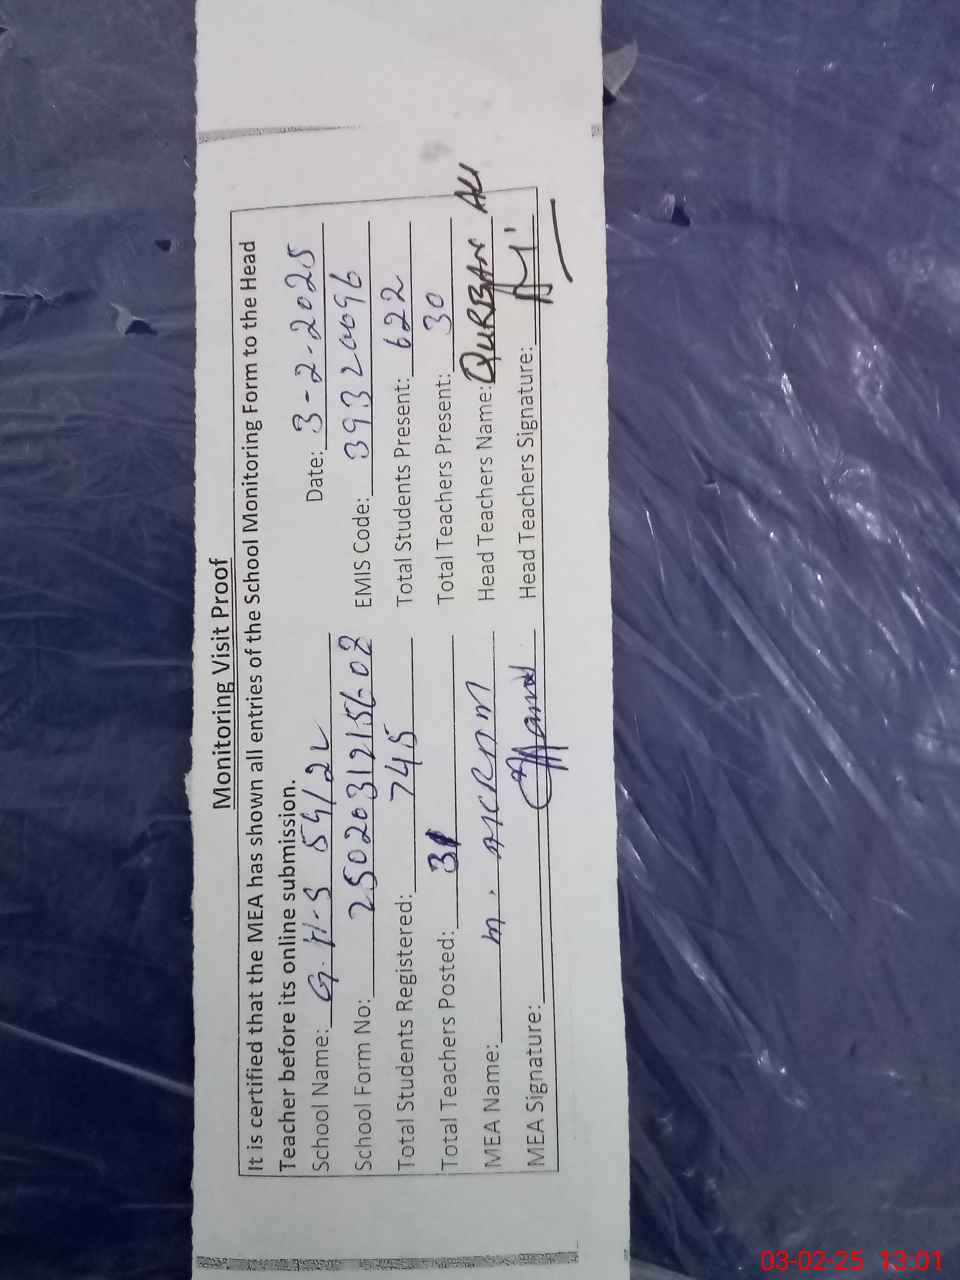 Monitoring Visit Proof
It is certified that the MEA has shown all entries of the School Monitoring Form to the Head
Teacher before its online submission.
School Name: G.H.S 54/2L Date: 3-2-2025
School Form No: 25020312156-08 EMIS Code: 39320096
Total Students Registered: 745 Total Students Present: 622
Total Teachers Posted: 31 Total Teachers Present: 30
MEA Name: M. AKRAM Head Teachers Name: QURBAN ALI
MEA Signature: Head Teachers Signature:
03-02-25 13:01